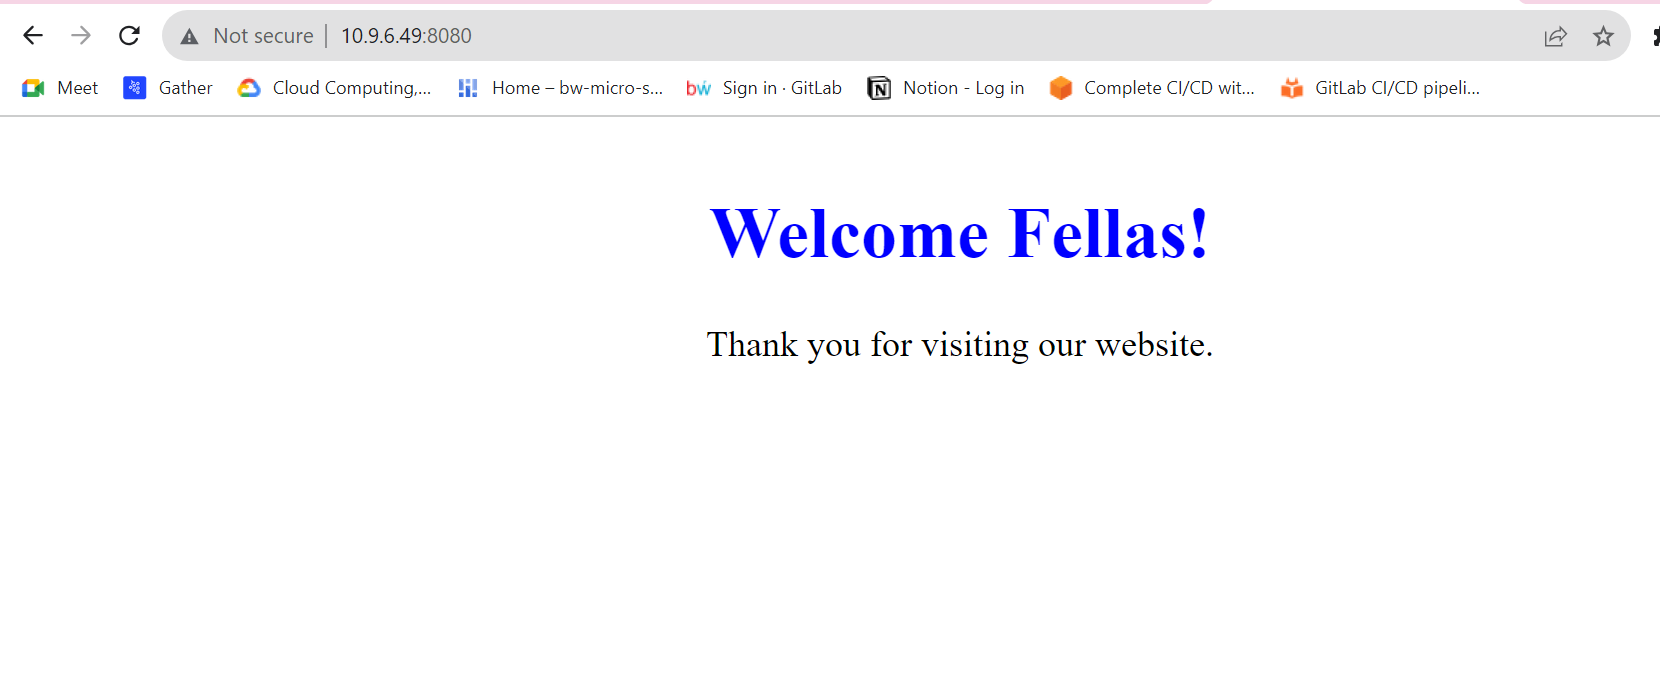 Not secure | 10.9.6.49:8080
Meet Gather Cloud Computing,... Home – bw-micro-s... bw Sign in · GitLab N Notion - Log in Complete CI/CD wit... GitLab CI/CD pipeli...
Welcome Fellas!
Thank you for visiting our website.